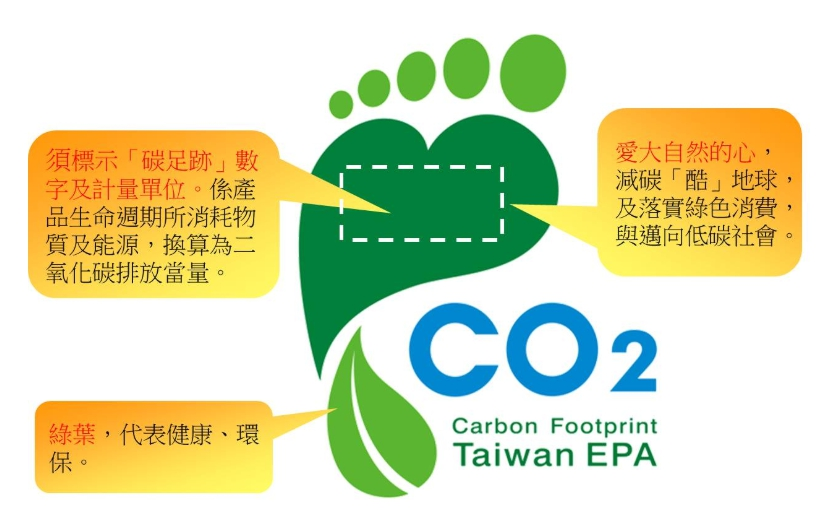 須標示「碳足跡」數
字及計量單位。係產
品生命週期所消耗物
質及能源，換算為二
氧化碳排放當量。
愛大自然的心，
減碳「酷」地球，
及落實綠色消費，
與邁向低碳社會。
CO2
Carbon Footprint
Taiwan EPA
綠葉，代表健康、環
保。